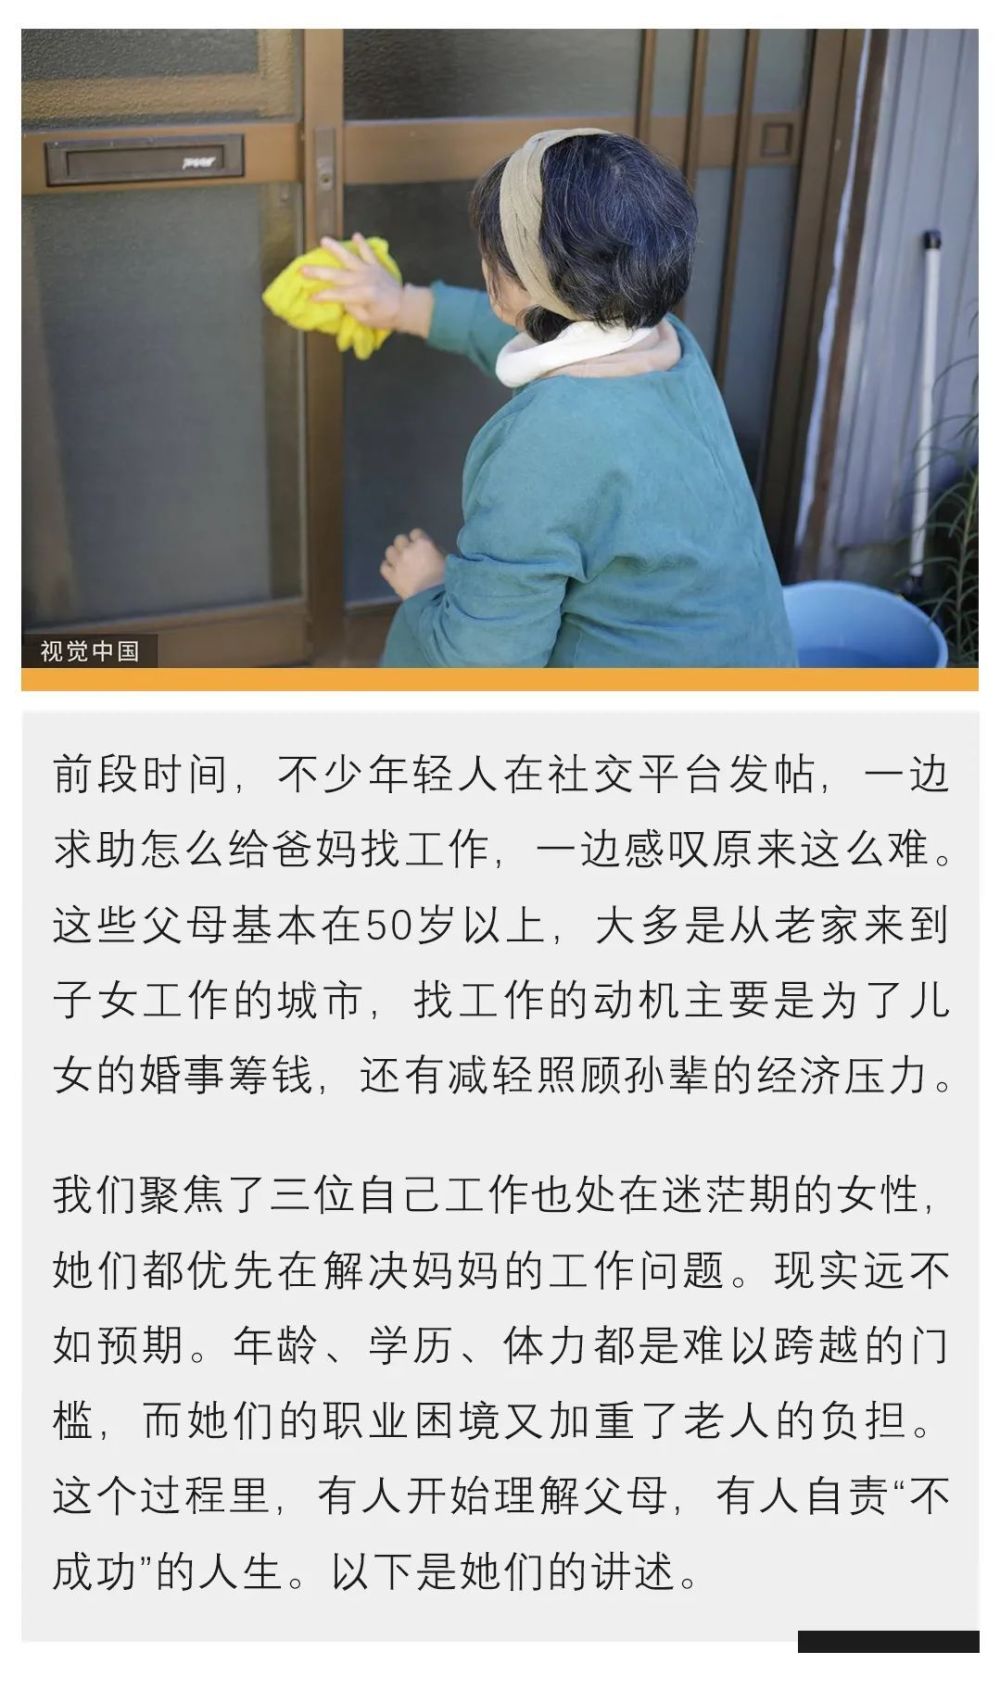 视觉中国
前段时间，不少年轻人在社交平台发帖，一边
求助怎么给爸妈找工作，一边感叹原来这么难。
这些父母基本在50岁以上，大多是从老家来到
子女工作的城市，找工作的动机主要是为了儿
女的婚事筹钱，还有减轻照顾孙辈的经济压力。
我们聚焦了三位自己工作也处在迷茫期的女性，
她们都优先在解决妈妈的工作问题。现实远不
如预期。年龄、学历、体力都是难以跨越的门
槛，而她们的职业困境又加重了老人的负担。
这个过程里，有人开始理解父母，有人自责“不
成功”的人生。以下是她们的讲述。